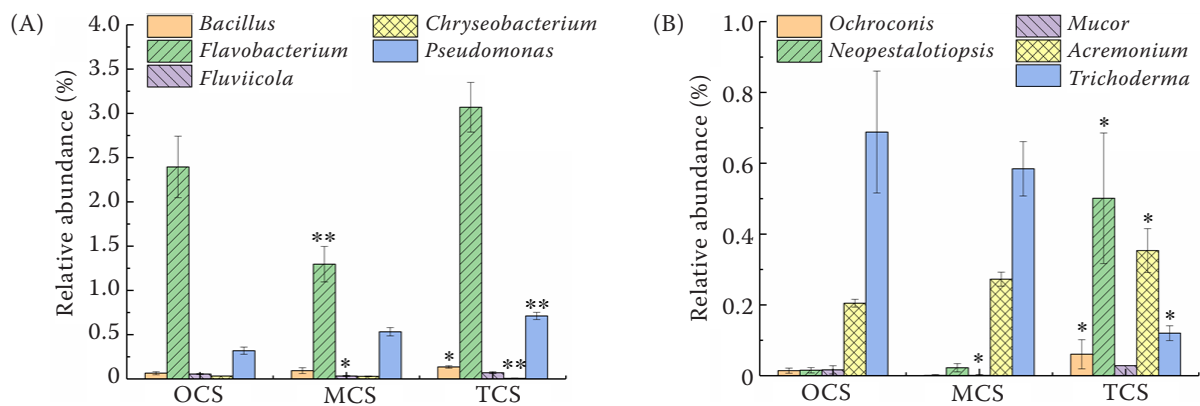 (A)
Bacillus
Flavobacterium
Fluviicola
Chryseobacterium
Pseudomonas
Relative abundance (%)
4.0
3.5
3.0
2.5
2.0
1.5
1.0
0.5
0
**
*
*
**
**
OCS
MCS
TCS
(B)
Ochroconis
Neopestalotiopsis
Mucor
Acremonium
Trichoderma
Relative abundance (%)
1.0
0.8
0.6
0.4
0.2
0
*
*
*
*
*
OCS
MCS
TCS